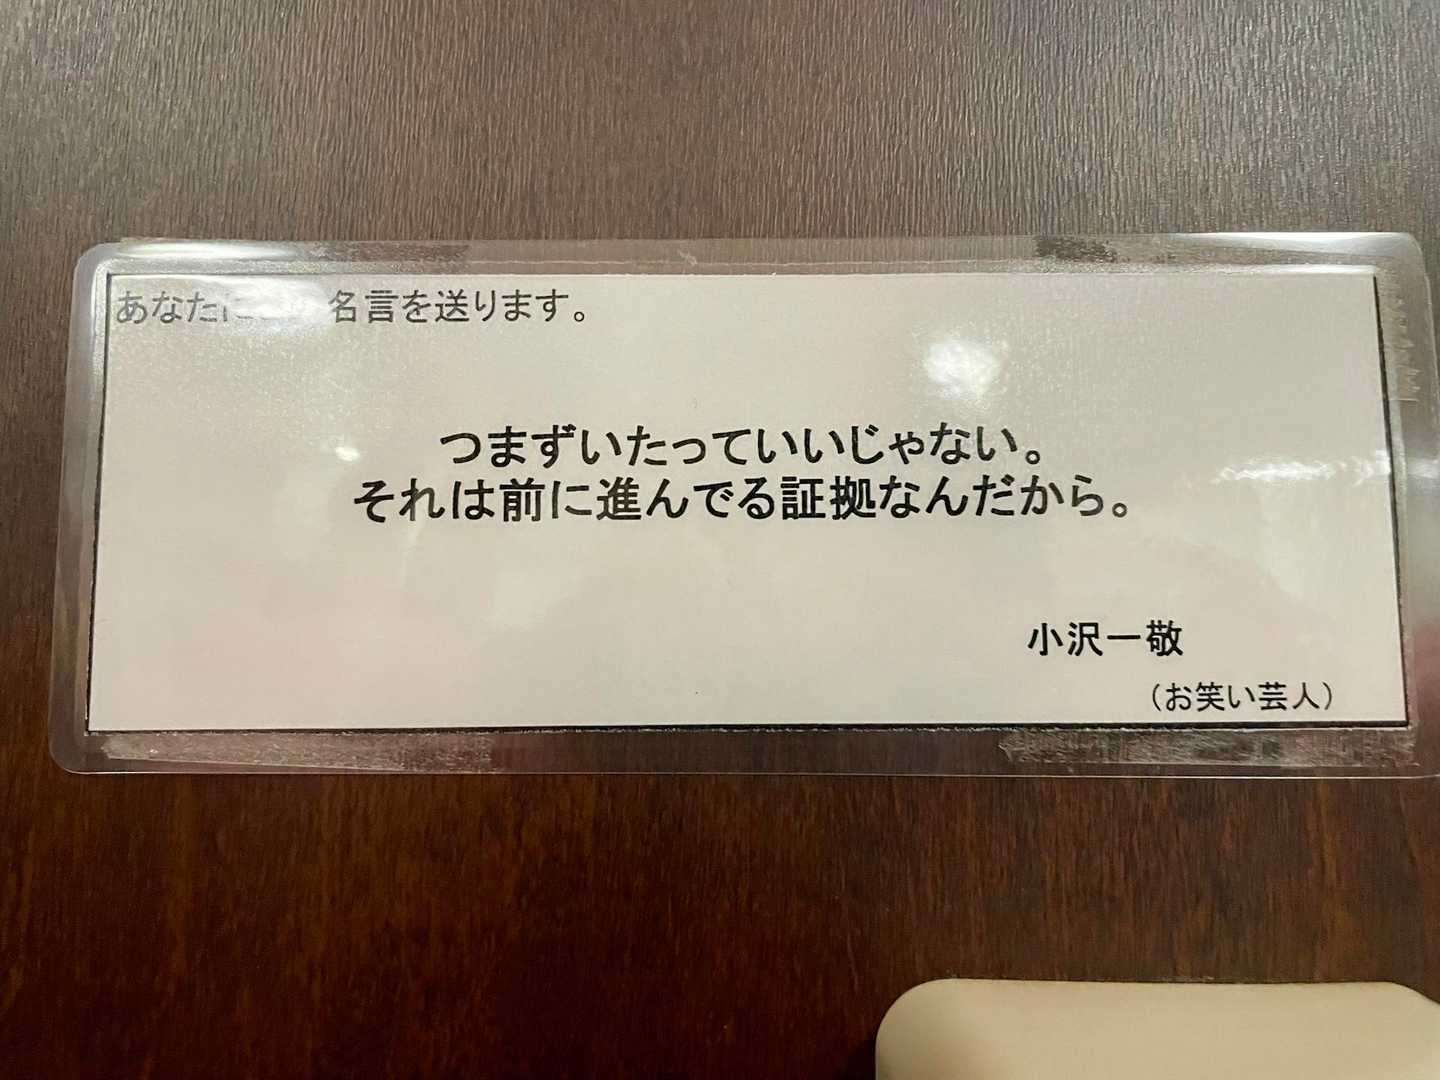 あなたに 名言を送ります。
つまずいたっていいじゃない。
それは前に進んでる証拠なんだから。
小沢一敬
（お笑い芸人）